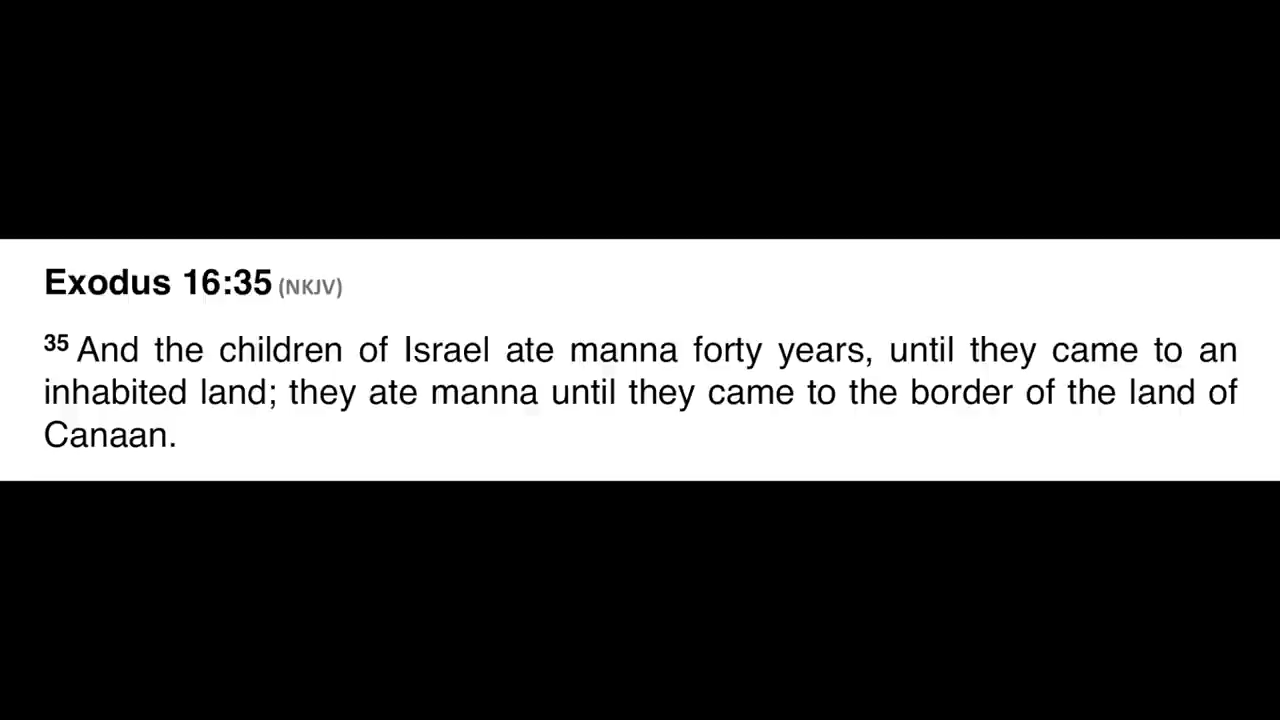 Exodus 16:35 (NKJV)
35 And the children of Israel ate manna forty years, until they came to an
inhabited land; they ate manna until they came to the border of the land of
Canaan.